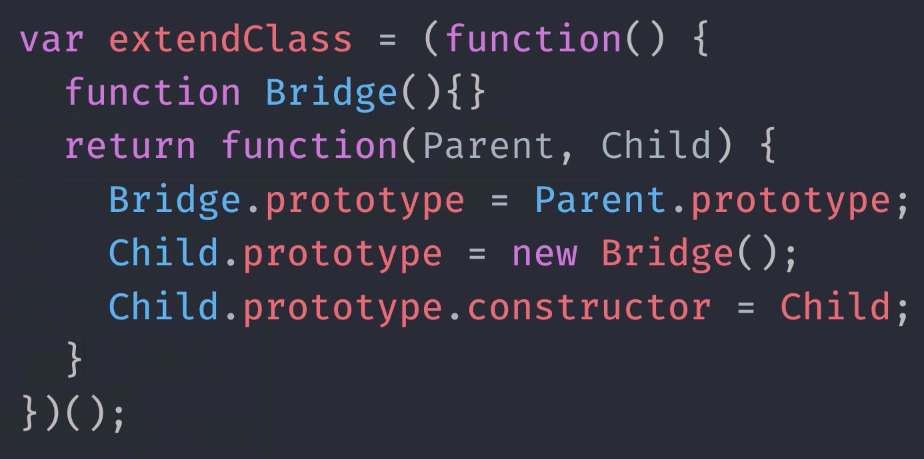 var extendClass = (function() {
  function Bridge(){}
  return function(Parent, Child) {
    Bridge.prototype = Parent.prototype;
    Child.prototype = new Bridge();
    Child.prototype.constructor = Child;
  }
})();